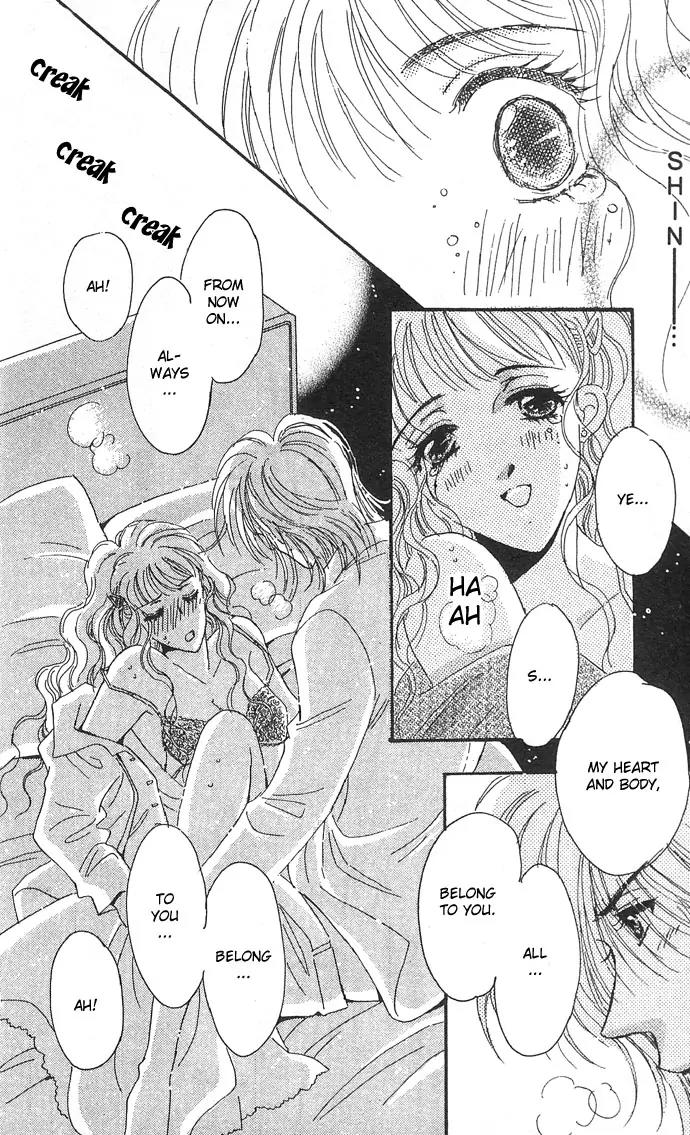 SHIN—...
YE...
HA
AH
S...
MY HEART
AND BODY,
ALL
...
BELONG
TO YOU.
creak
creak
creak
FROM
NOW
ON...
AL-
WAYS
...
AH!
BELONG
...
TO
YOU
...
AH!